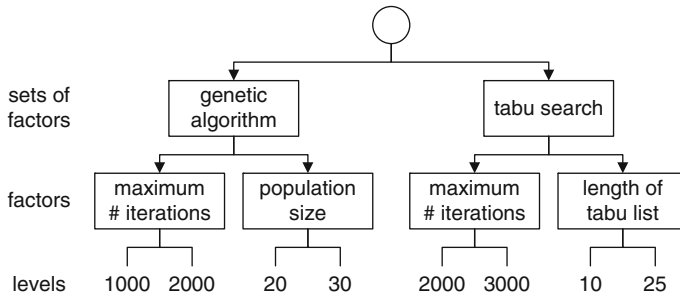 sets of
factors
genetic
algorithm
tabu search
factors
maximum
# iterations
population
size
maximum
# iterations
length of
tabu list
levels 1000 2000 20 30 2000 3000 10 25